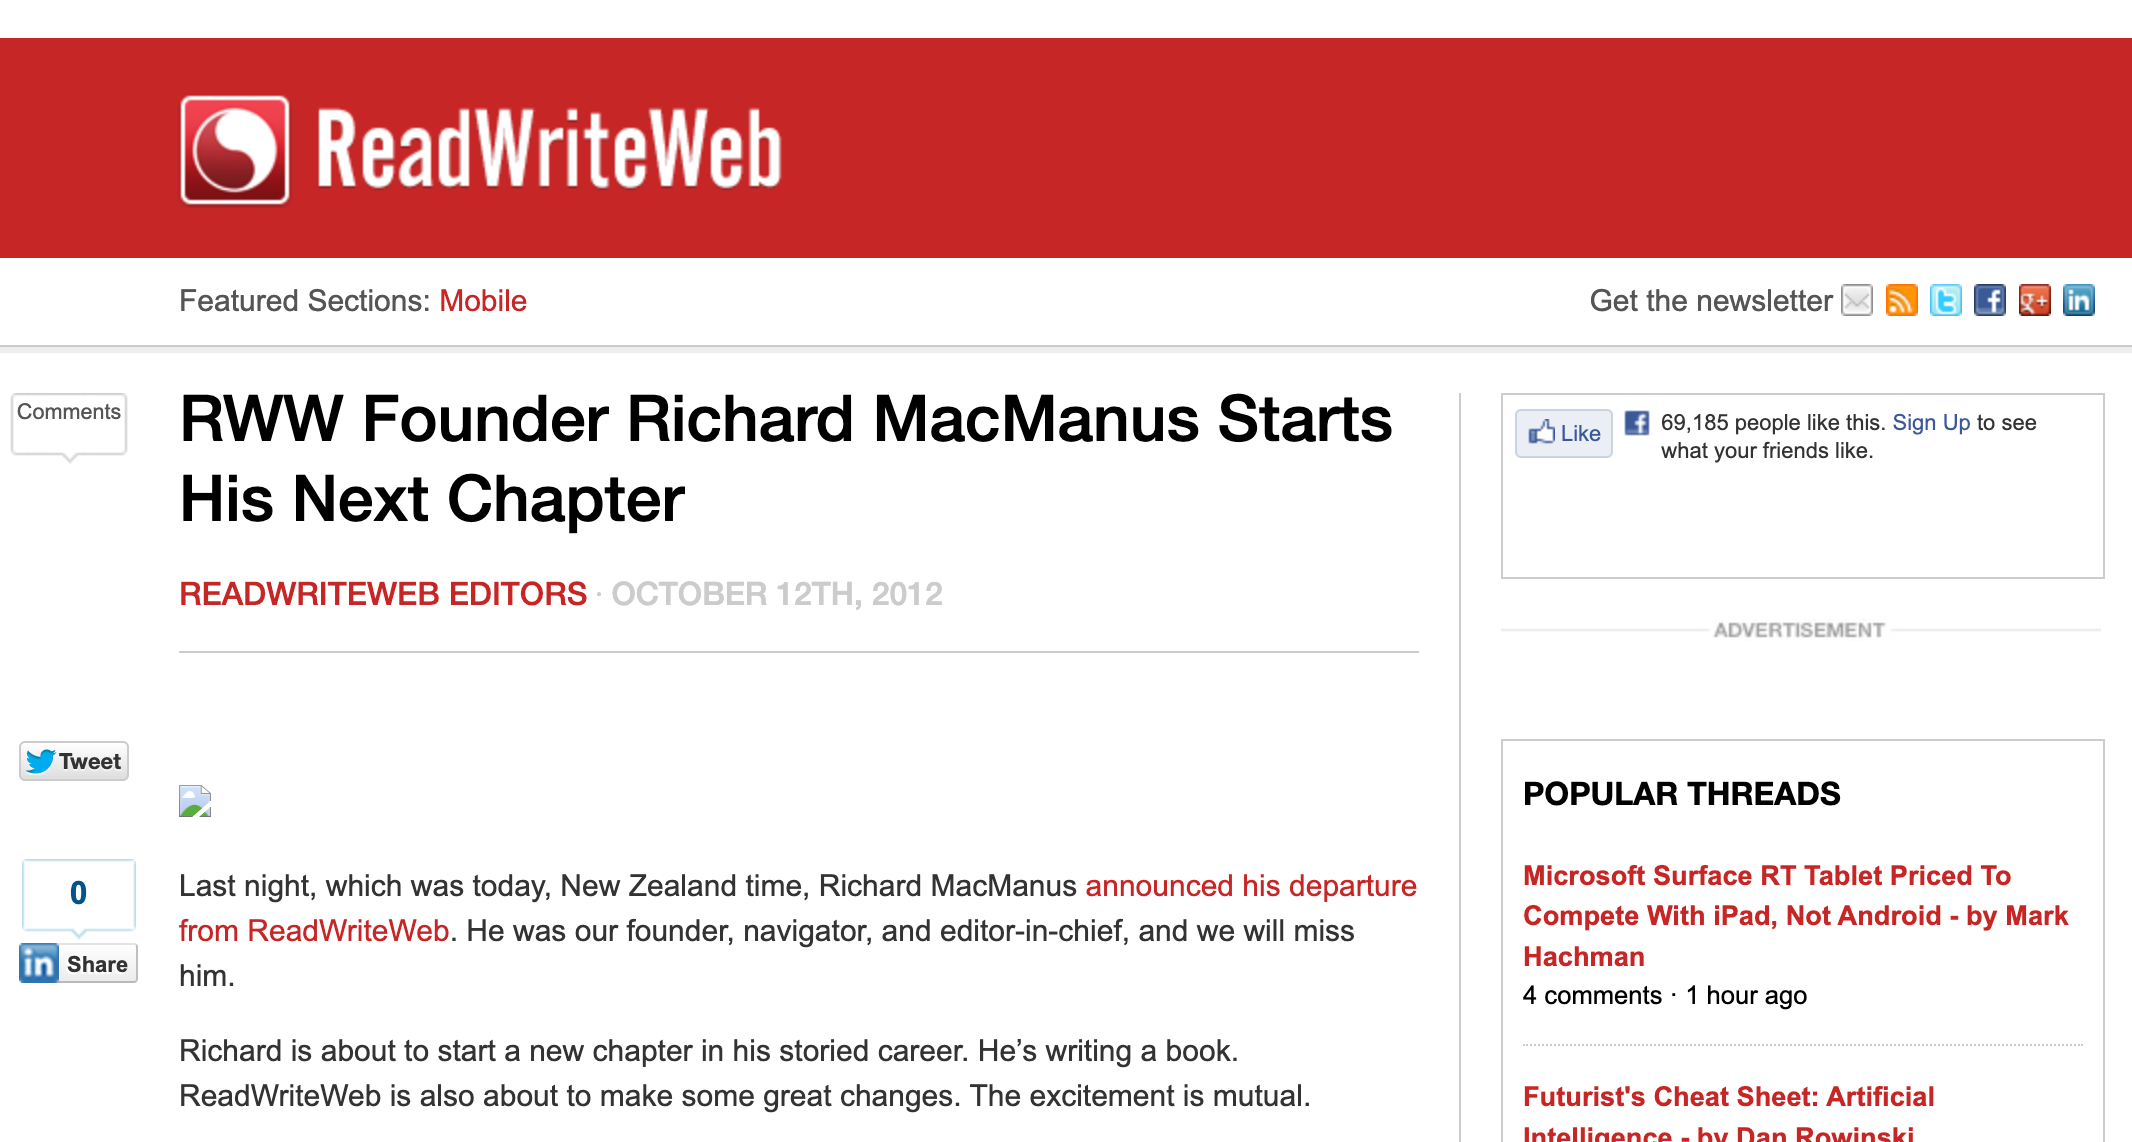 ReadWriteWeb
Featured Sections: Mobile
Get the newsletter
Comments
RWW Founder Richard MacManus Starts
His Next Chapter
READWRITEWEB EDITORS · OCTOBER 12TH, 2012
Tweet
0
in Share
Last night, which was today, New Zealand time, Richard MacManus announced his departure
from ReadWriteWeb. He was our founder, navigator, and editor-in-chief, and we will miss
him.
Richard is about to start a new chapter in his storied career. He’s writing a book.
ReadWriteWeb is also about to make some great changes. The excitement is mutual.
Like
69,185 people like this. Sign Up to see
what your friends like.
ADVERTISEMENT
POPULAR THREADS
Microsoft Surface RT Tablet Priced To
Compete With iPad, Not Android - by Mark
Hachman
4 comments · 1 hour ago
Futurist's Cheat Sheet: Artificial
Intelligence - by Dan Rowinski